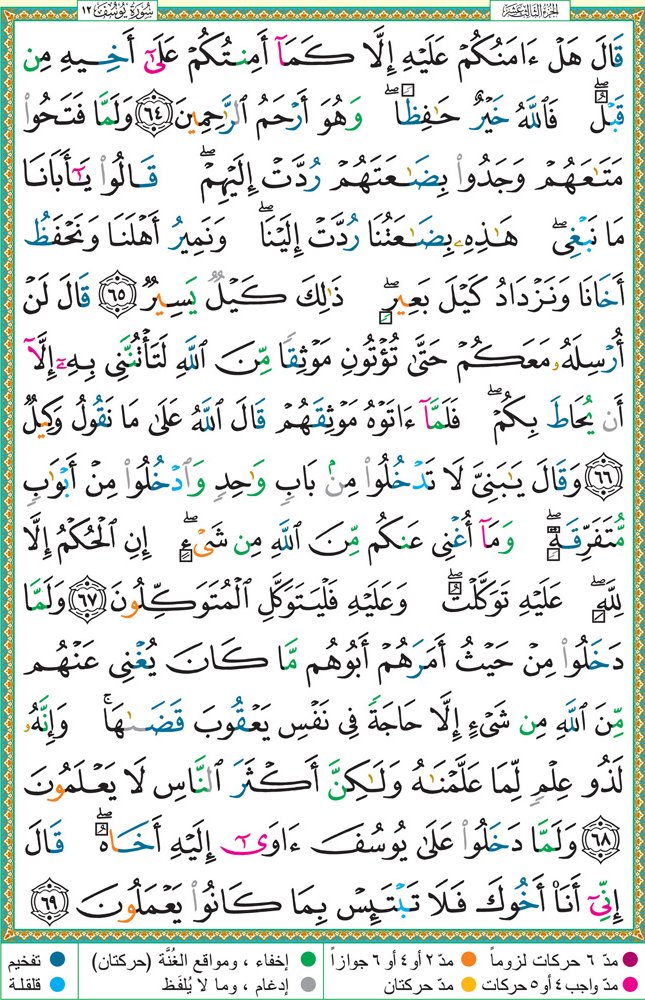 الجزء الثالث عشر
سورة يوسف ١٢
قَالَ هَلْ ءَامَنُكُمْ عَلَيْهِ إِلَّا كَمَآ أَمِنتُكُمْ عَلَىٰٓ أَخِيهِ مِن
قَبْلُ ۖ فَٱللَّهُ خَيْرٌ حَـٰفِظًا ۖ وَهُوَ أَرْحَمُ ٱلرَّٰحِمِينَ ﴿٦٤﴾ وَلَمَّا فَتَحُوا۟
مَتَـٰعَهُمْ وَجَدُوا۟ بِضَـٰعَتَهُمْ رُدَّتْ إِلَيْهِمْ ۖ قَالُوا۟ يَـٰٓأَبَانَا
مَا نَبْغِى ۖ هَـٰذِهِۦ بِضَـٰعَتُنَا رُدَّتْ إِلَيْنَا ۖ وَنَمِيرُ أَهْلَنَا وَنَحْفَظُ
أَخَانَا وَنَزْدَادُ كَيْلَ بَعِيرٍ ۖ ذَٰلِكَ كَيْلٌ يَسِيرٌ ﴿٦٥﴾ قَالَ لَنْ
أُرْسِلَهُۥ مَعَكُمْ حَتَّىٰ تُؤْتُونِ مَوْثِقًا مِّنَ ٱللَّهِ لَتَأْتُنَّنِى بِهِۦٓ إِلَّآ
أَن يُحَاطَ بِكُمْ ۖ فَلَمَّآ ءَاتَوْهُ مَوْثِقَهُمْ قَالَ ٱللَّهُ عَلَىٰ مَا نَقُولُ وَكِيلٌ
﴿٦٦﴾ وَقَالَ يَـٰبَنِىَّ لَا تَدْخُلُوا۟ مِنۢ بَابٍ وَٰحِدٍ وَٱدْخُلُوا۟ مِنْ أَبْوَٰبٍ
مُّتَفَرِّقَةٍ ۖ وَمَآ أُغْنِى عَنكُم مِّنَ ٱللَّهِ مِن شَىْءٍ ۖ إِنِ ٱلْحُكْمُ إِلَّا
لِلَّهِ ۖ عَلَيْهِ تَوَكَّلْتُ ۖ وَعَلَيْهِ فَلْيَتَوَكَّلِ ٱلْمُتَوَكِّلُونَ ﴿٦٧﴾ وَلَمَّا
دَخَلُوا۟ مِنْ حَيْثُ أَمَرَهُمْ أَبُوهُم مَّا كَانَ يُغْنِى عَنْهُم
مِّنَ ٱللَّهِ مِن شَىْءٍ إِلَّا حَاجَةً فِى نَفْسِ يَعْقُوبَ قَضَىٰهَا ۚ وَإِنَّهُۥ
لَذُو عِلْمٍ لِّمَا عَلَّمْنَـٰهُ وَلَـٰكِنَّ أَكْثَرَ ٱلنَّاسِ لَا يَعْلَمُونَ
﴿٦٨﴾ وَلَمَّا دَخَلُوا۟ عَلَىٰ يُوسُفَ ءَاوَىٰٓ إِلَيْهِ أَخَاهُ ۖ قَالَ
إِنِّىٓ أَنَا۠ أَخُوكَ فَلَا تَبْتَئِسْ بِمَا كَانُوا۟ يَعْمَلُونَ ﴿٦٩﴾
مدّ ٦ حركات لزوماً مدّ ٢ أو ٤ أو ٦ جوازاً إخفاء ، ومواقع الغُنَّة (حركتان) تفخيم
مدّ واجب ٤ أو ٥ حركات مدّ حركتان إدغام ، وما لا يُلفَظ قلقلة